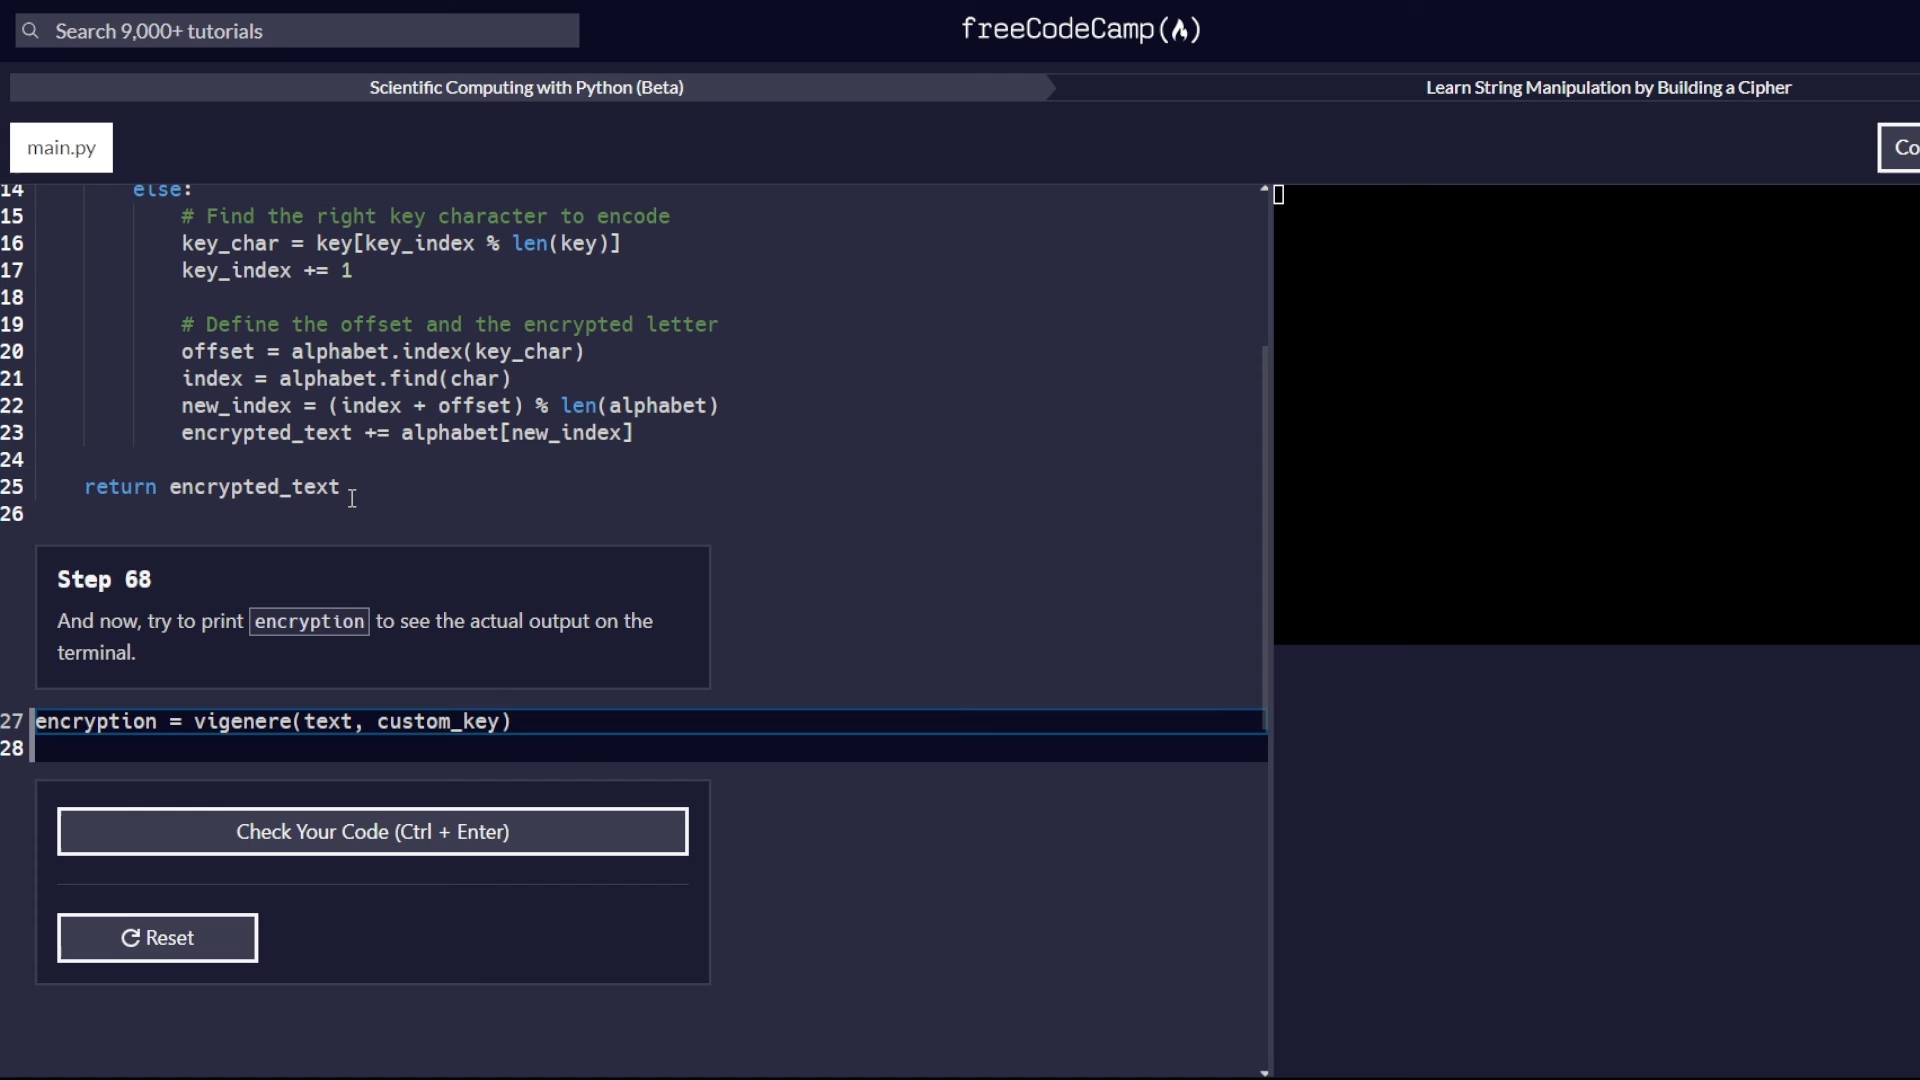 Search 9,000+ tutorials
freeCodeCamp
Scientific Computing with Python (Beta)
Learn String Manipulation by Building a Cipher
main.py
Co
14 else:
15 # Find the right key character to encode
16 key_char = key[key_index % len(key)]
17 key_index += 1
18
19 # Define the offset and the encrypted letter
20 offset = alphabet.index(key_char)
21 index = alphabet.find(char)
22 new_index = (index + offset) % len(alphabet)
23 encrypted_text += alphabet[new_index]
24
25 return encrypted_text
26
Step 68
And now, try to print encryption to see the actual output on the
terminal.
27 encryption = vigenere(text, custom_key)
28
Check Your Code (Ctrl + Enter)
Reset